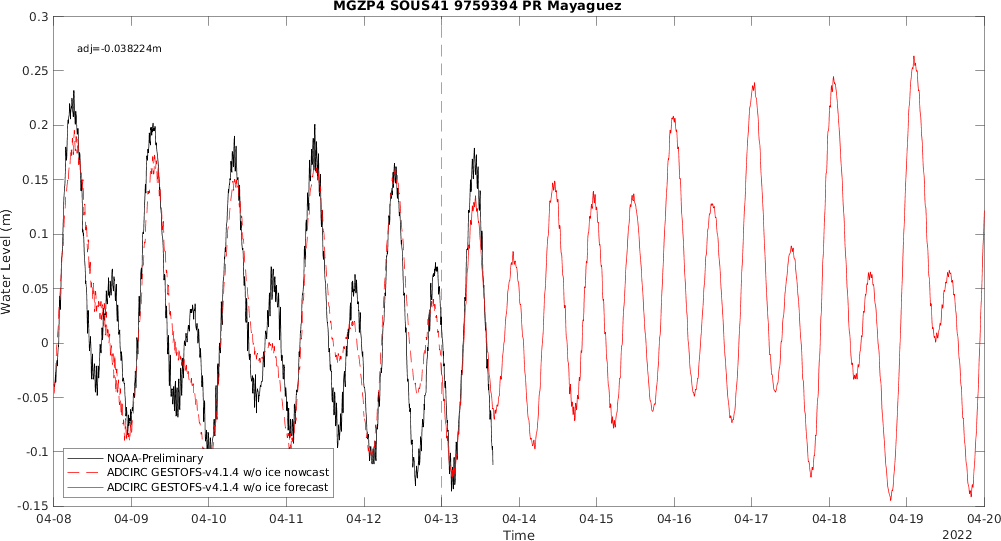 MGZP4 SOUS41 9759394 PR Mayaguez
adj=-0.038224m
Water Level (m)
0.3
0.25
0.2
0.15
0.1
0.05
0
-0.05
-0.1
-0.15
NOAA-Preliminary
ADCIRC GESTOFS-v4.1.4 w/o ice nowcast
ADCIRC GESTOFS-v4.1.4 w/o ice forecast
04-08 04-09 04-10 04-11 04-12 04-13 04-14 04-15 04-16 04-17 04-18 04-19 04-20
Time
2022